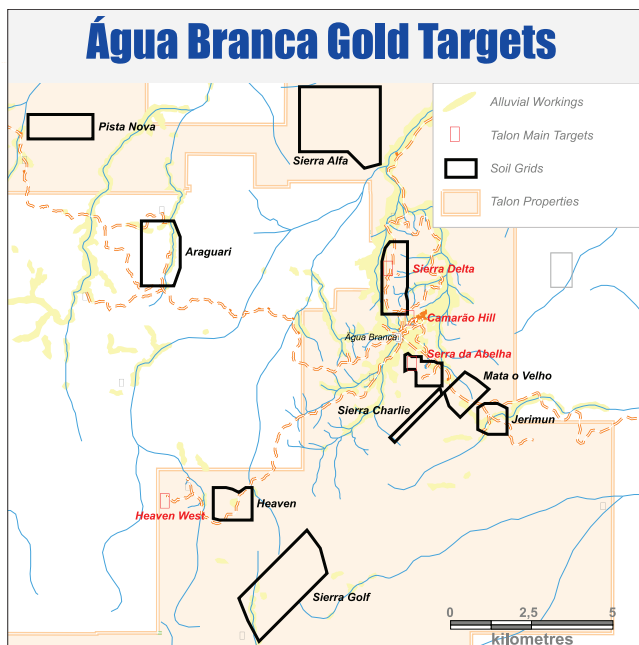 Água Branca Gold Targets
Alluvial Workings
Talon Main Targets
Soil Grids
Talon Properties
Pista Nova
Sierra Alfa
Araguari
Sierra Delta
Camarão Hill
Água Branca
Serra da Abelha
Mata o Velho
Sierra Charlie
Jerimun
Heaven
Heaven West
Sierra Golf
0 2,5 5
kilometres